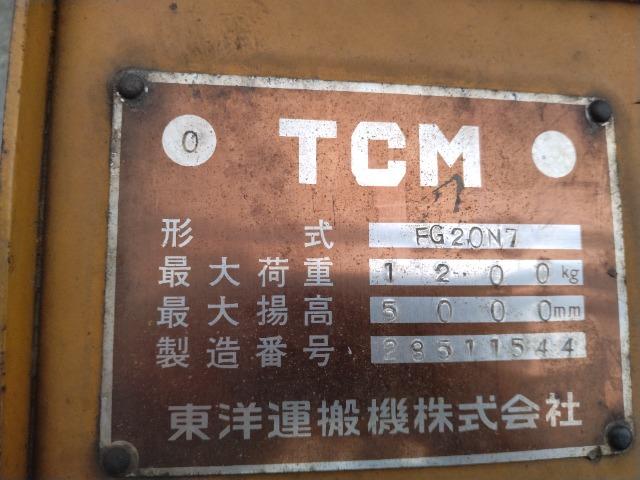 0 TCM
形式 FG20N7
最大荷重 1200kg
最大揚高 5000mm
製造番号 28511544
東洋運搬機株式会社